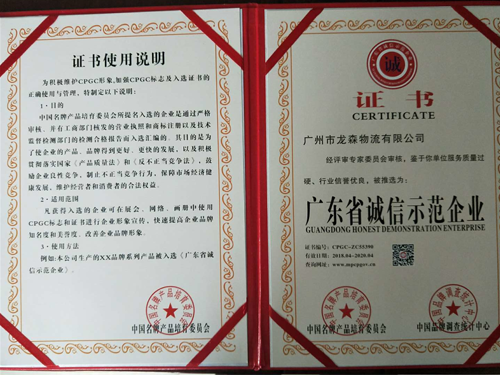 证书使用说明
为积极维护CPGC形象,加强CPGC标志及入选证书的
正确使用与管理,特制定以下说明:
1、目的
中国名牌产品培育委员会所提名入选的企业是通过严格
审核、并有工商部门核发的营业执照和商标注册以及技术
监督检测部门的检测合格报告而入选汇编的。其目的是为
了使企业的产品、品牌得到更好、更快的发展,以及积极
贯彻落实国家《产品质量法》和《反不正当竞争法》,鼓
励企业良性竞争、制止不正当竞争行为。保障市场经济健
康发展、维护经营者和消费者的合法权益。
2、适用范围
凡获得入选的企业可在展会、网络、画册中使用
CPGC标志和证书进行企业形象宣传,快速提高企业品牌
知名度和美誉度、改善企业品牌形象。
3、使用方法
例如:本公司生产的XX品牌系列产品被入选《广东省诚
信示范企业》。
中国名牌产品培育委员会
诚
证书
CERTIFICATE
广州市龙森物流有限公司
经评审专家委员会审核,鉴于你单位服务质量过
硬、行业信誉优良,被推选为:
广东省诚信示范企业
GUANGDONG HONEST DEMONSTRATION ENTERPRISE
证书编号:CPGC-ZC55398
有效日期:2018.04-2020.04
查询网址:www.mpcpgcc.cn
中国名牌产品培育委员会
中国品牌调查统计中心